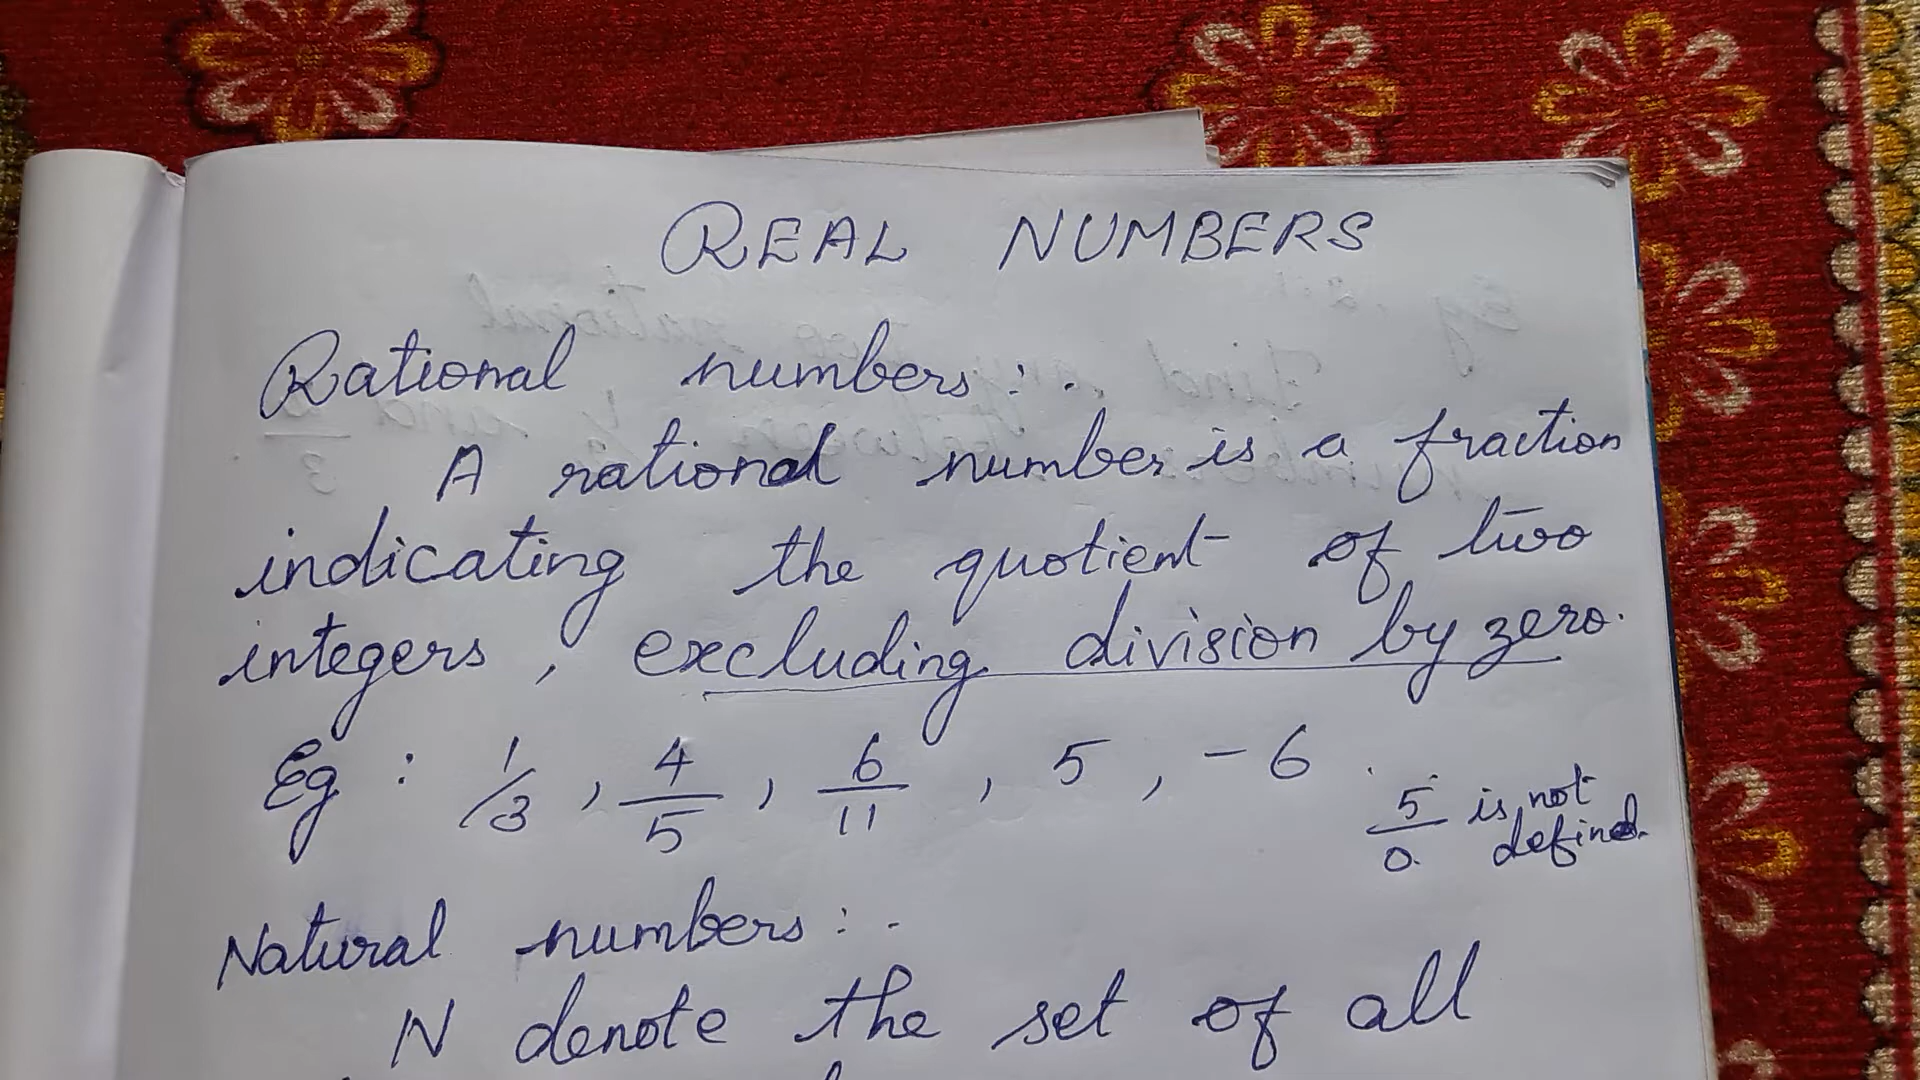 REAL NUMBERS
Rational numbers : .
A rational number is a fraction
indicating the quotient of two
integers , excluding division by zero.
Eg : 1/3 , 4/5 , 6/11 , 5 , -6 . 5/0 is not defined.
Natural numbers : .
N denote the set of all